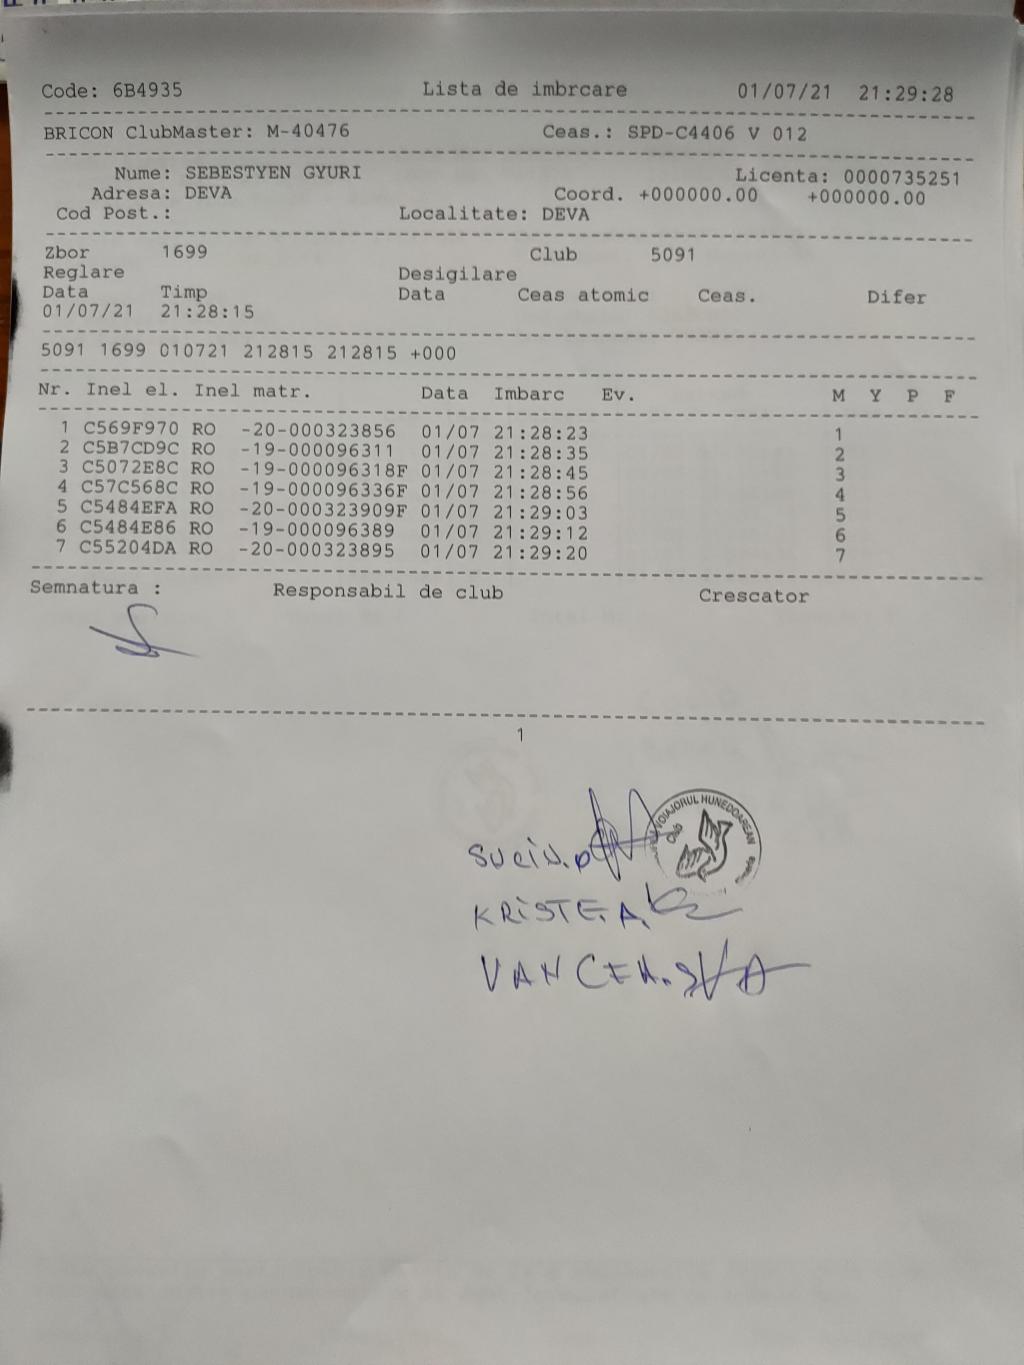 Code: 6B4935 Lista de imbrcare 01/07/21 21:29:28
BRICON ClubMaster: M-40476 Ceas.: SPD-C4406 V 012
Nume: SEBESTYEN GYURI Licenta: 0000735251
Adresa: DEVA Coord. +000000.00 +000000.00
Cod Post.: Localitate: DEVA
Zbor 1699 Club 5091
Reglare Desigilare
Data Timp Data Ceas atomic Ceas. Difer
01/07/21 21:28:15
5091 1699 010721 212815 212815 +000
Nr. Inel el. Inel matr. Data Imbarc Ev. M Y P F
1 C569F970 RO -20-000323856 01/07 21:28:23 1
2 C5B7CD9C RO -19-000096311 01/07 21:28:35 2
3 C5072E8C RO -19-000096318F 01/07 21:28:45 3
4 C57C568C RO -19-000096336F 01/07 21:28:56 4
5 C5484EFA RO -20-000323909F 01/07 21:29:03 5
6 C5484E86 RO -19-000096389 01/07 21:29:12 6
7 C55204DA RO -20-000323895 01/07 21:29:20 7
Semnatura : Responsabil de club Crescator
1
VOIAJORUL HUNEDOREAN
KRISTE.A.